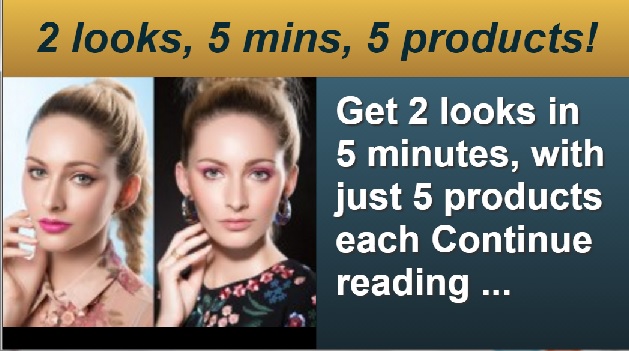 2 looks, 5 mins, 5 products!
Get 2 looks in
5 minutes, with
just 5 products
each Continue
reading ...